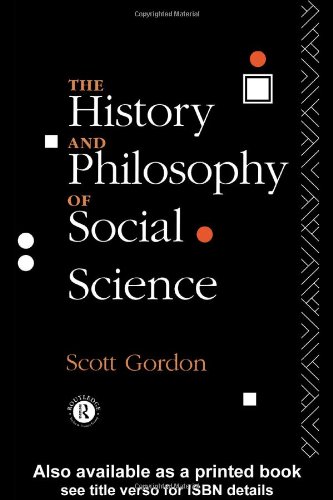 THE
History
AND
Philosophy
OF
Social
Science
Scott Gordon
ROUTLEDGE
Also available as a printed book
see title verso for ISBN details